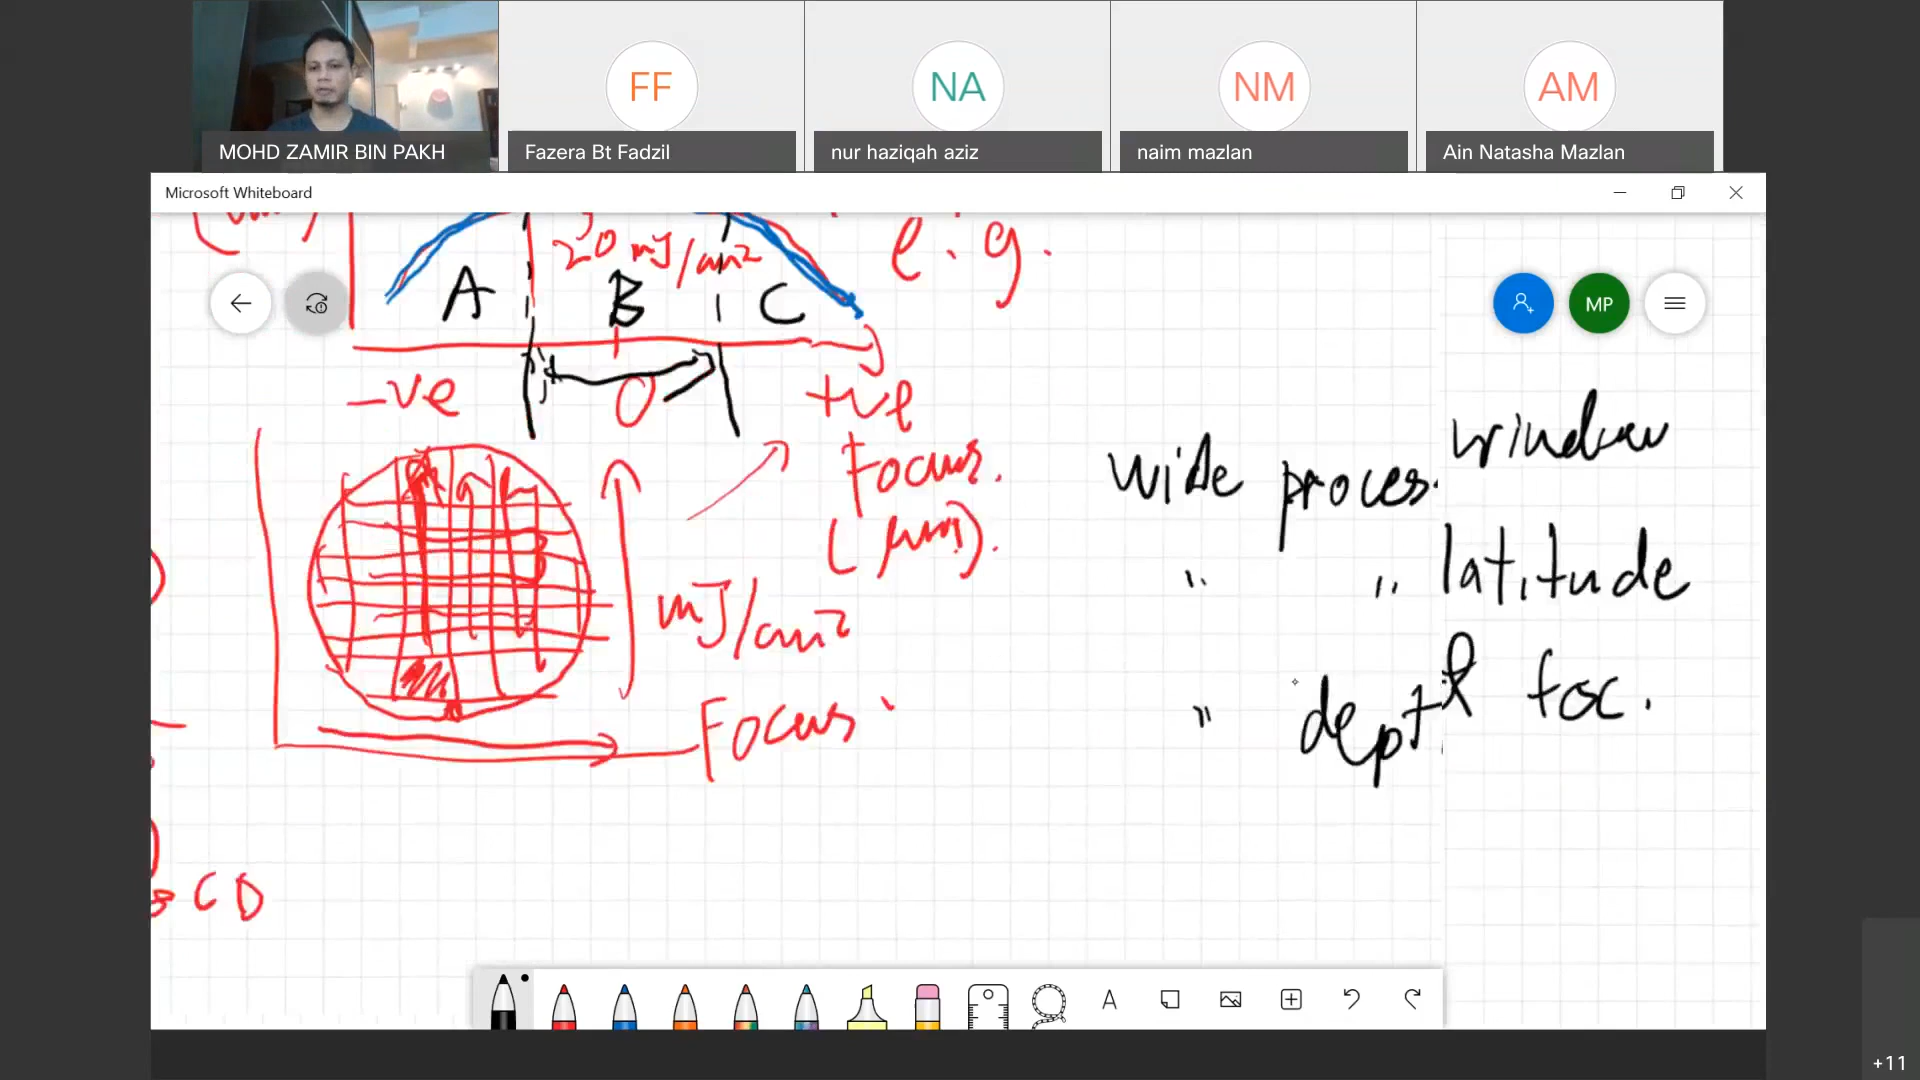 FF
NA
NM
AM
MOHD ZAMIR BIN PAKH
Fazera Bt Fadzil
nur haziqah aziz
naim mazlan
Ain Natasha Mazlan
Microsoft Whiteboard
20 mJ/cm²
e.g.
A
B
C
MP
-ve
0
+ve
Focus.
(μm).
wide process window
" " latitude
mJ/cm²
" depth foc.
Focus
CD
A
+11